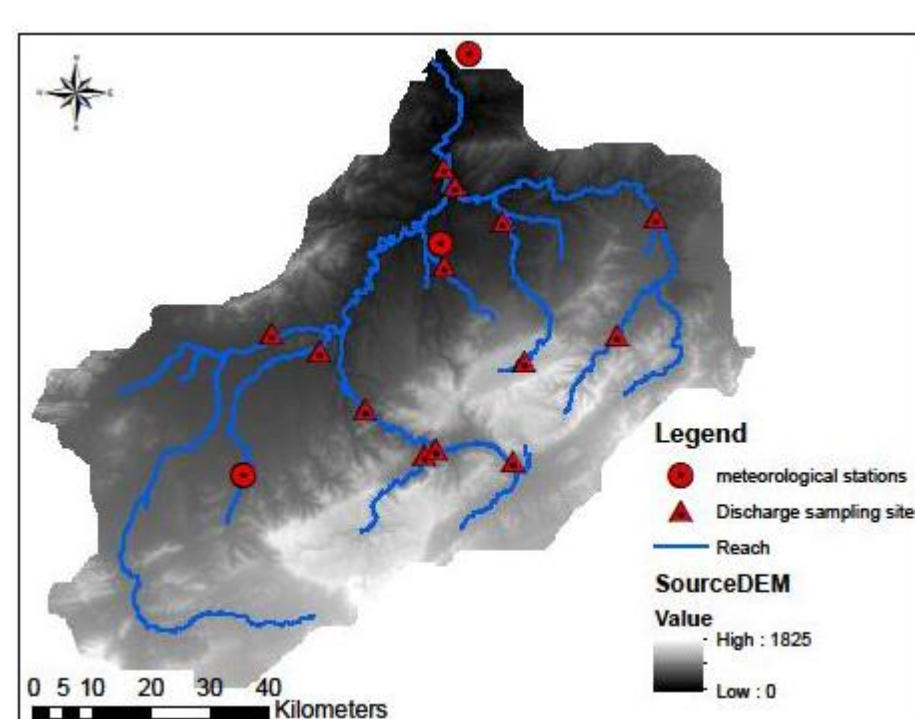 Legend
meteorological stations
Discharge sampling site
Reach
SourceDEM
Value
High : 1825
Low : 0
0 5 10 20 30 40
Kilometers